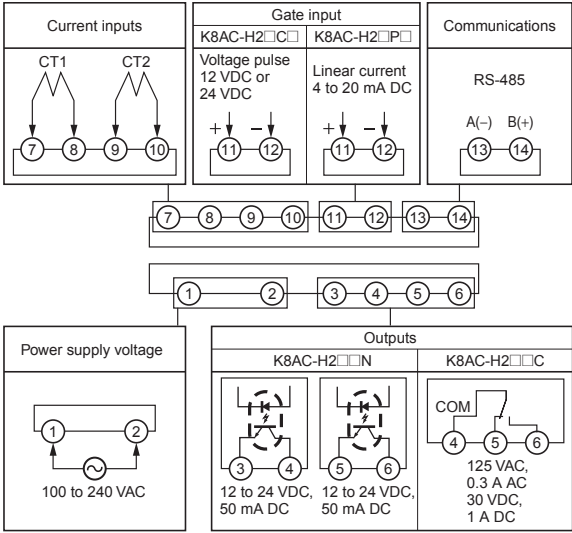 Current inputs
CT1 CT2
7 8 9 10
Gate input
K8AC-H2□C□ K8AC-H2□P□
Voltage pulse
12 VDC or
24 VDC
+ −
11 12
Linear current
4 to 20 mA DC
+ −
11 12
Communications
RS-485
A(−) B(+)
13 14
7 8 9 10 11 12 13 14
1 2 3 4 5 6
Power supply voltage
1 2
100 to 240 VAC
Outputs
K8AC-H2□□N K8AC-H2□□C
3 4
12 to 24 VDC,
50 mA DC
5 6
12 to 24 VDC,
50 mA DC
COM
4 5 6
125 VAC,
0.3 A AC
30 VDC,
1 A DC